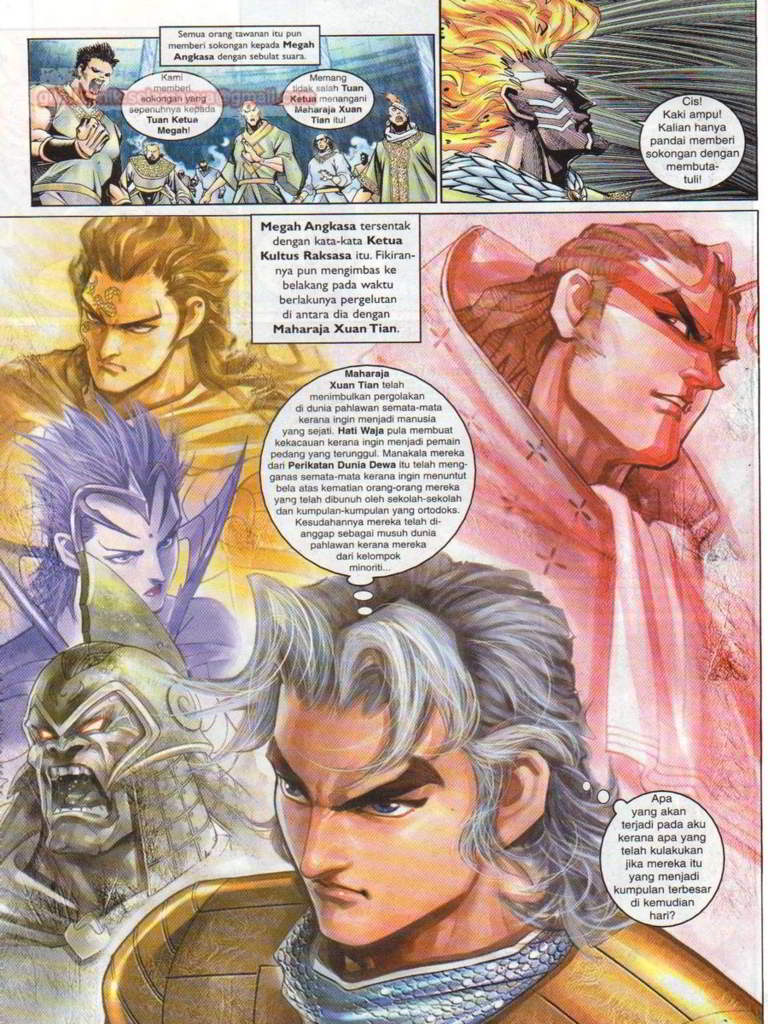 Semua orang tawanan itu pun
memberi sokongan kepada Megah
Angkasa dengan sebulat suara.
Kami
memberi
sokongan yang
sepenuhnya kepada
Tuan Ketua
Megah!
Memang
tidak salah Tuan
Ketua menangani
Maharaja Xuan
Tian itu!
Cis!
Kaki ampu!
Kalian hanya
pandai memberi
sokongan dengan
membuta-
tuli!
Megah Angkasa tersentak
dengan kata-kata Ketua
Kultus Raksasa itu. Fikiran-
nya pun mengimbas ke
belakang pada waktu
berlakunya pergelutan
di antara dia dengan
Maharaja Xuan Tian.
Maharaja
Xuan Tian telah
menimbulkan pergolakan
di dunia pahlawan semata-mata
kerana ingin menjadi manusia
yang sejati. Hati Waja pula membuat
kekacauan kerana ingin menjadi pemain
pedang yang terunggul. Manakala mereka
dari Perikatan Dunia Dewa itu telah meng-
ganas semata-mata kerana ingin menuntut
bela atas kematian orang-orang mereka
yang telah dibunuh oleh sekolah-sekolah
dan kumpulan-kumpulan yang ortodoks.
Kesudahannya mereka telah di-
anggap sebagai musuh dunia
pahlawan kerana mereka
dari kelompok
minoriti...
Apa
yang akan
terjadi pada aku
kerana apa yang
telah kulakukan
jika mereka itu
yang menjadi
kumpulan terbesar
di kemudian
hari?